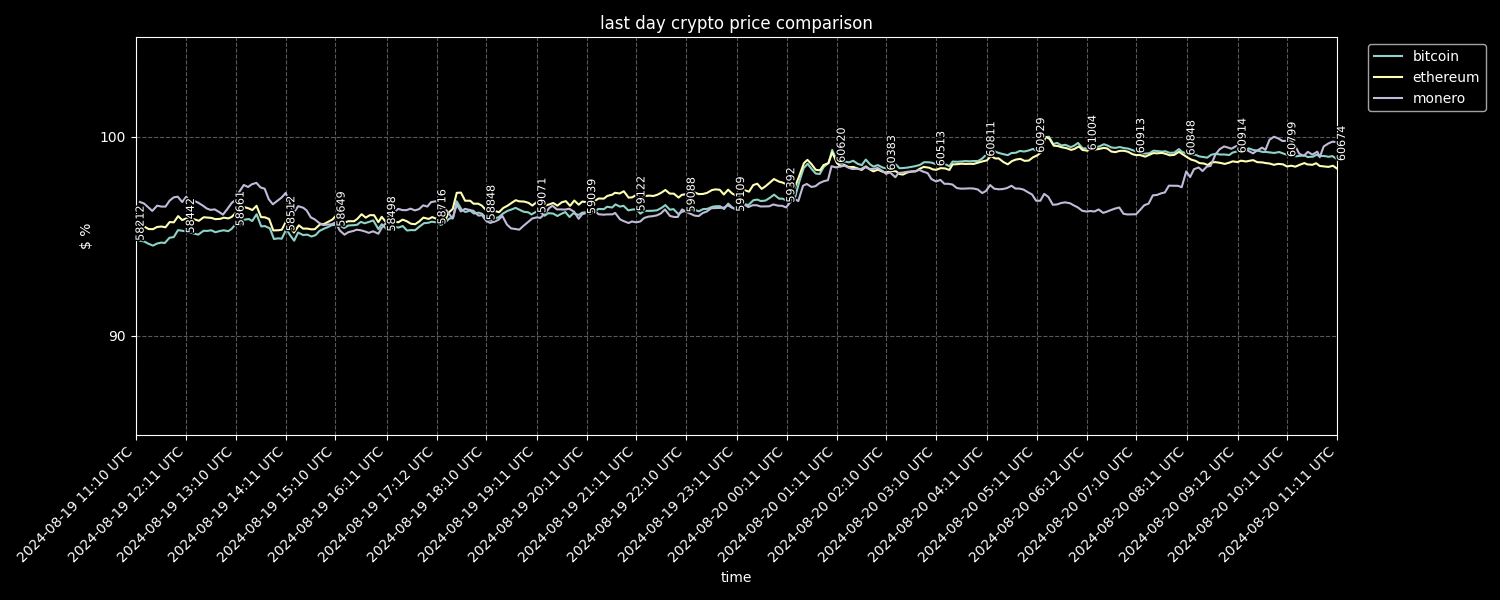 last day crypto price comparison
bitcoin
ethereum
monero
$ %
100
90
58212
58442
58661
58512
58649
58498
58716
58848
59071
59039
59122
59088
59109
59392
60620
60383
60513
60811
60929
61004
60913
60848
60914
60799
60674
2024-08-19 11:10 UTC
2024-08-19 12:11 UTC
2024-08-19 13:10 UTC
2024-08-19 14:11 UTC
2024-08-19 15:10 UTC
2024-08-19 16:11 UTC
2024-08-19 17:12 UTC
2024-08-19 18:10 UTC
2024-08-19 19:11 UTC
2024-08-19 20:11 UTC
2024-08-19 21:11 UTC
2024-08-19 22:10 UTC
2024-08-19 23:11 UTC
2024-08-20 00:11 UTC
2024-08-20 01:11 UTC
2024-08-20 02:10 UTC
2024-08-20 03:10 UTC
2024-08-20 04:11 UTC
2024-08-20 05:11 UTC
2024-08-20 06:12 UTC
2024-08-20 07:10 UTC
2024-08-20 08:11 UTC
2024-08-20 09:12 UTC
2024-08-20 10:11 UTC
2024-08-20 11:11 UTC
time